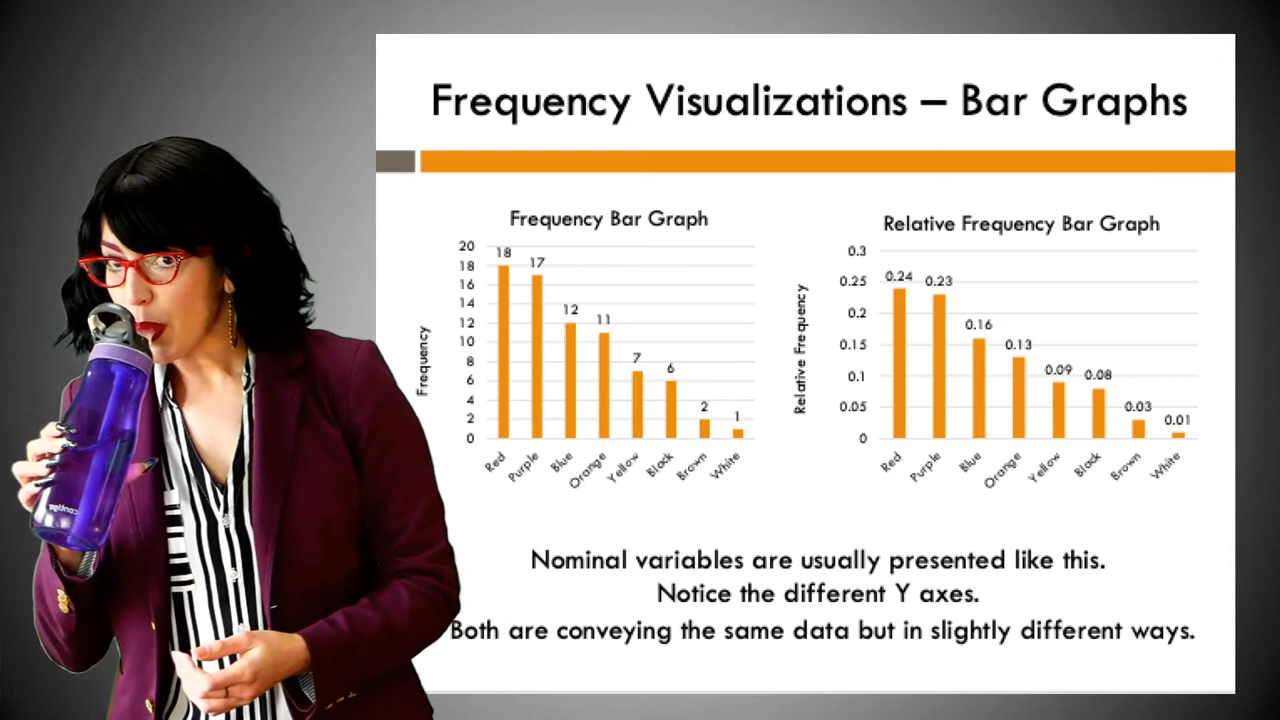 Frequency Visualizations – Bar Graphs
Frequency Bar Graph
Frequency
20
18
16
14
12
10
8
6
4
2
0
18
17
12
11
7
6
2
1
Red
Purple
Blue
Orange
Yellow
Black
Brown
White
Relative Frequency Bar Graph
Relative Frequency
0.3
0.25
0.2
0.15
0.1
0.05
0
0.24
0.23
0.16
0.13
0.09
0.08
0.03
0.01
Red
Purple
Blue
Orange
Yellow
Black
Brown
White
contigo
Nominal variables are usually presented like this.
Notice the different Y axes.
Both are conveying the same data but in slightly different ways.